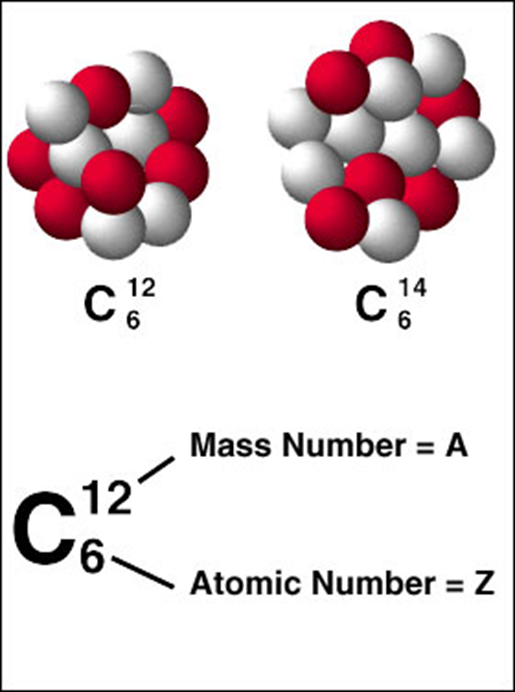 C 12 6
C 14 6
Mass Number = A
C 12 6
Atomic Number = Z